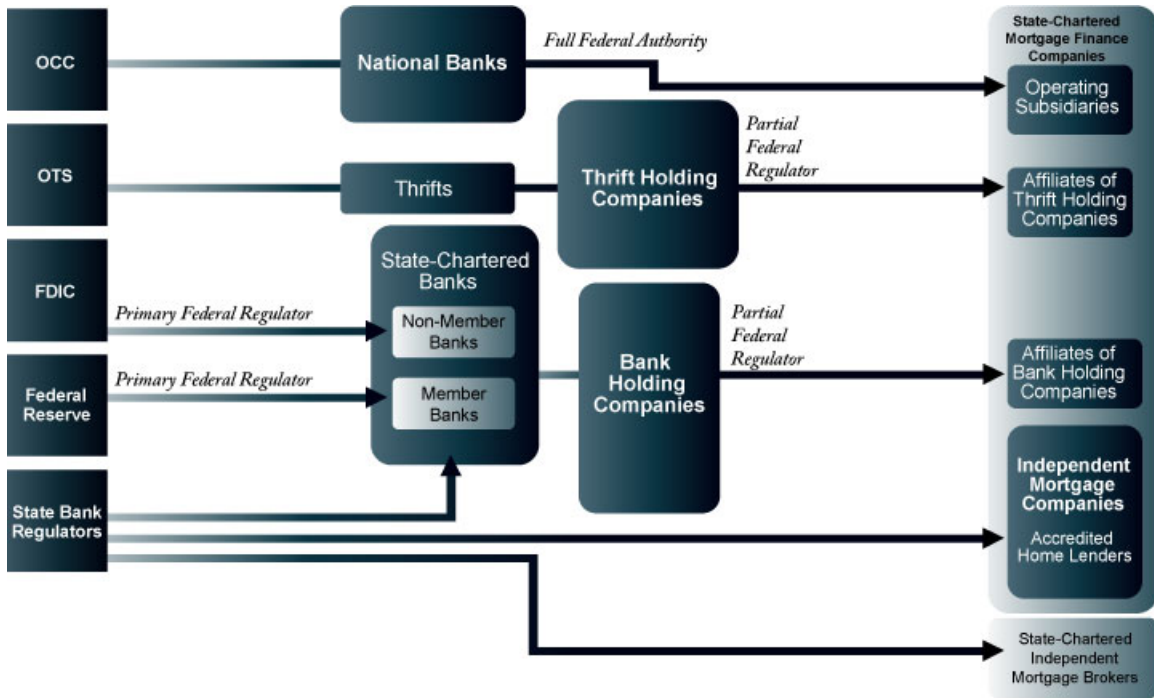 OCC
OTS
FDIC
Federal
Reserve
State Bank
Regulators
National Banks
Full Federal Authority
Thrifts
Thrift Holding
Companies
Partial
Federal
Regulator
Primary Federal Regulator
Primary Federal Regulator
State-Chartered
Banks
Non-Member
Banks
Member
Banks
Bank
Holding
Companies
Partial
Federal
Regulator
State-Chartered
Mortgage Finance
Companies
Operating
Subsidiaries
Affiliates of
Thrift Holding
Companies
Affiliates of
Bank Holding
Companies
Independent
Mortgage
Companies
Accredited
Home Lenders
State-Chartered
Independent
Mortgage Brokers